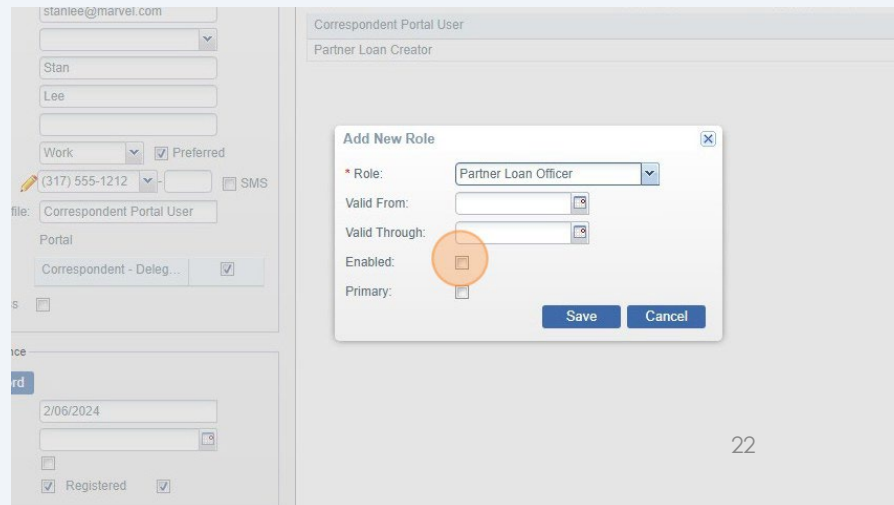 stanlee@marvel.com
Stan
Lee
Work Preferred
(317) 555-1212 - SMS
file: Correspondent Portal User
Portal
Correspondent - Deleg...
s
nce
rd
2/06/2024
Registered
Correspondent Portal User
Partner Loan Creator
Add New Role
* Role: Partner Loan Officer
Valid From:
Valid Through:
Enabled:
Primary:
Save Cancel
22